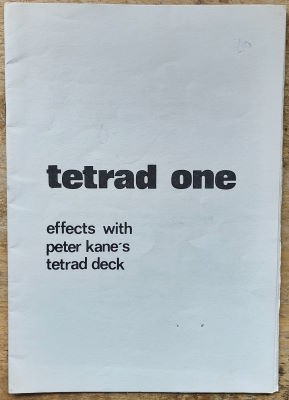 tetrad one
effects with
peter kane's
tetrad deck